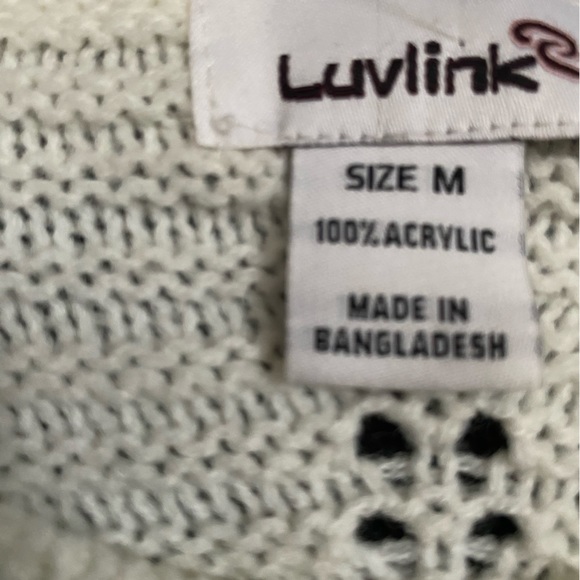 Luvlink
SIZE M
100% ACRYLIC
MADE IN
BANGLADESH